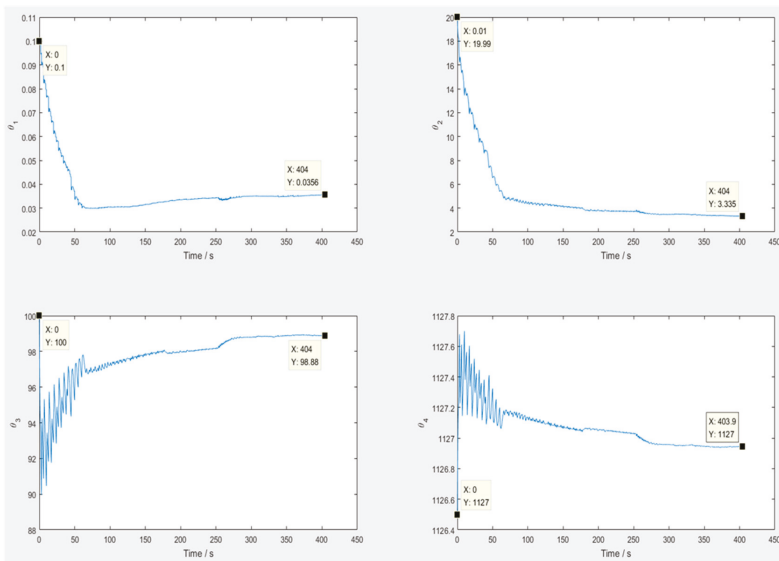 0.11
0.1
0.09
0.08
0.07
0.06
0.05
0.04
0.03
0.02
θ1
X: 0
Y: 0.1
X: 404
Y: 0.0356
0 50 100 150 200 250 300 350 400 450
Time / s
20
18
16
14
12
10
8
6
4
2
θ2
X: 0.01
Y: 19.99
X: 404
Y: 3.335
0 50 100 150 200 250 300 350 400 450
Time / s
100
98
96
94
92
90
88
θ3
X: 0
Y: 100
X: 404
Y: 98.88
0 50 100 150 200 250 300 350 400 450
Time / s
1127.8
1127.6
1127.4
1127.2
1127
1126.8
1126.6
1126.4
θ4
X: 403.9
Y: 1127
X: 0
Y: 1127
0 50 100 150 200 250 300 350 400 450
Time / s